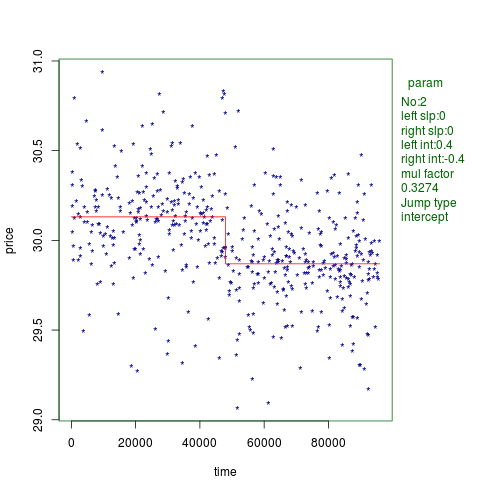 param
No:2
left slp:0
right slp:0
left int:0.4
right int:-0.4
mul factor
0.3274
Jump type
intercept
price
31.0
30.5
30.0
29.5
29.0
0 20000 40000 60000 80000
time